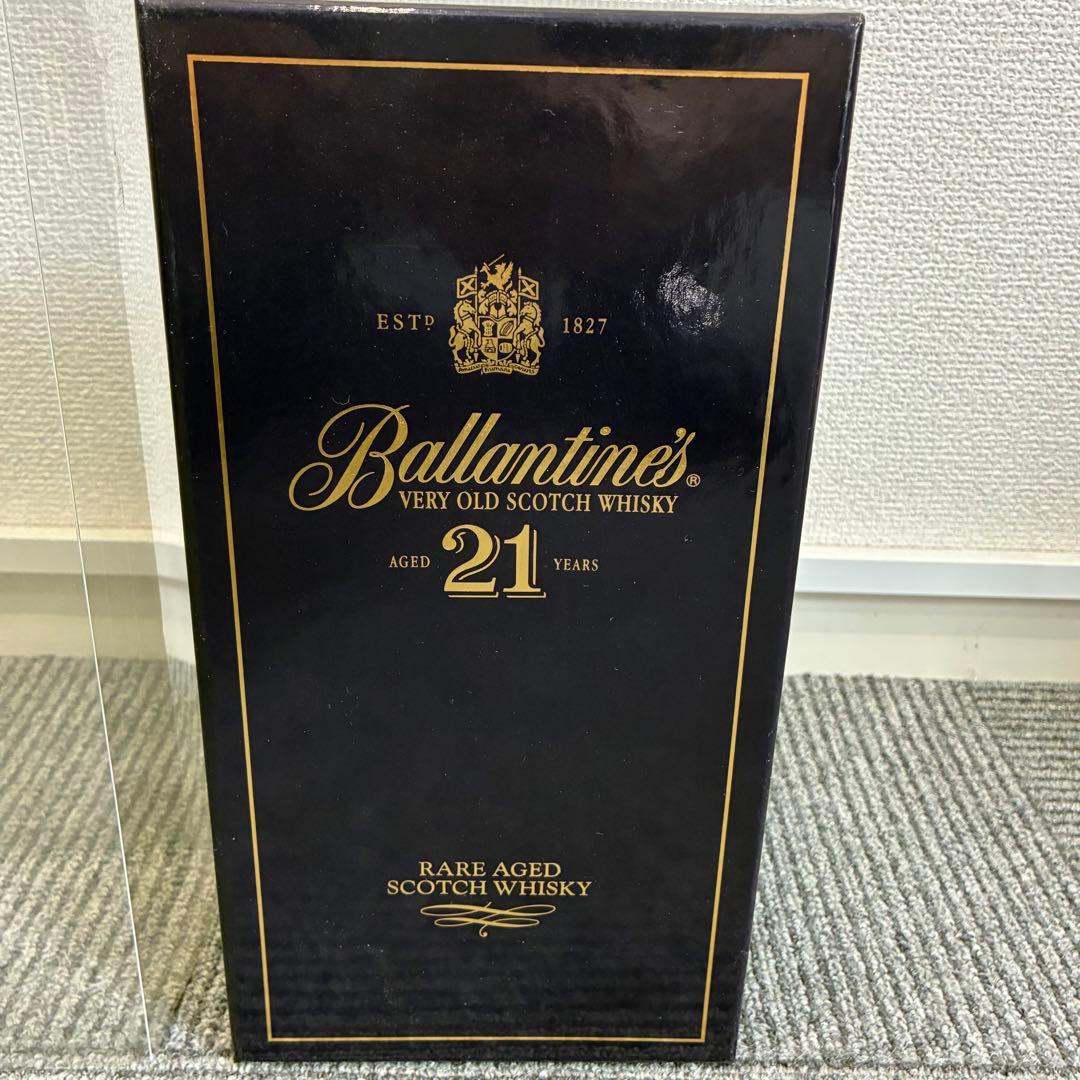 ESTD 1827
Ballantine's®
VERY OLD SCOTCH WHISKY
AGED 21 YEARS
RARE AGED
SCOTCH WHISKY